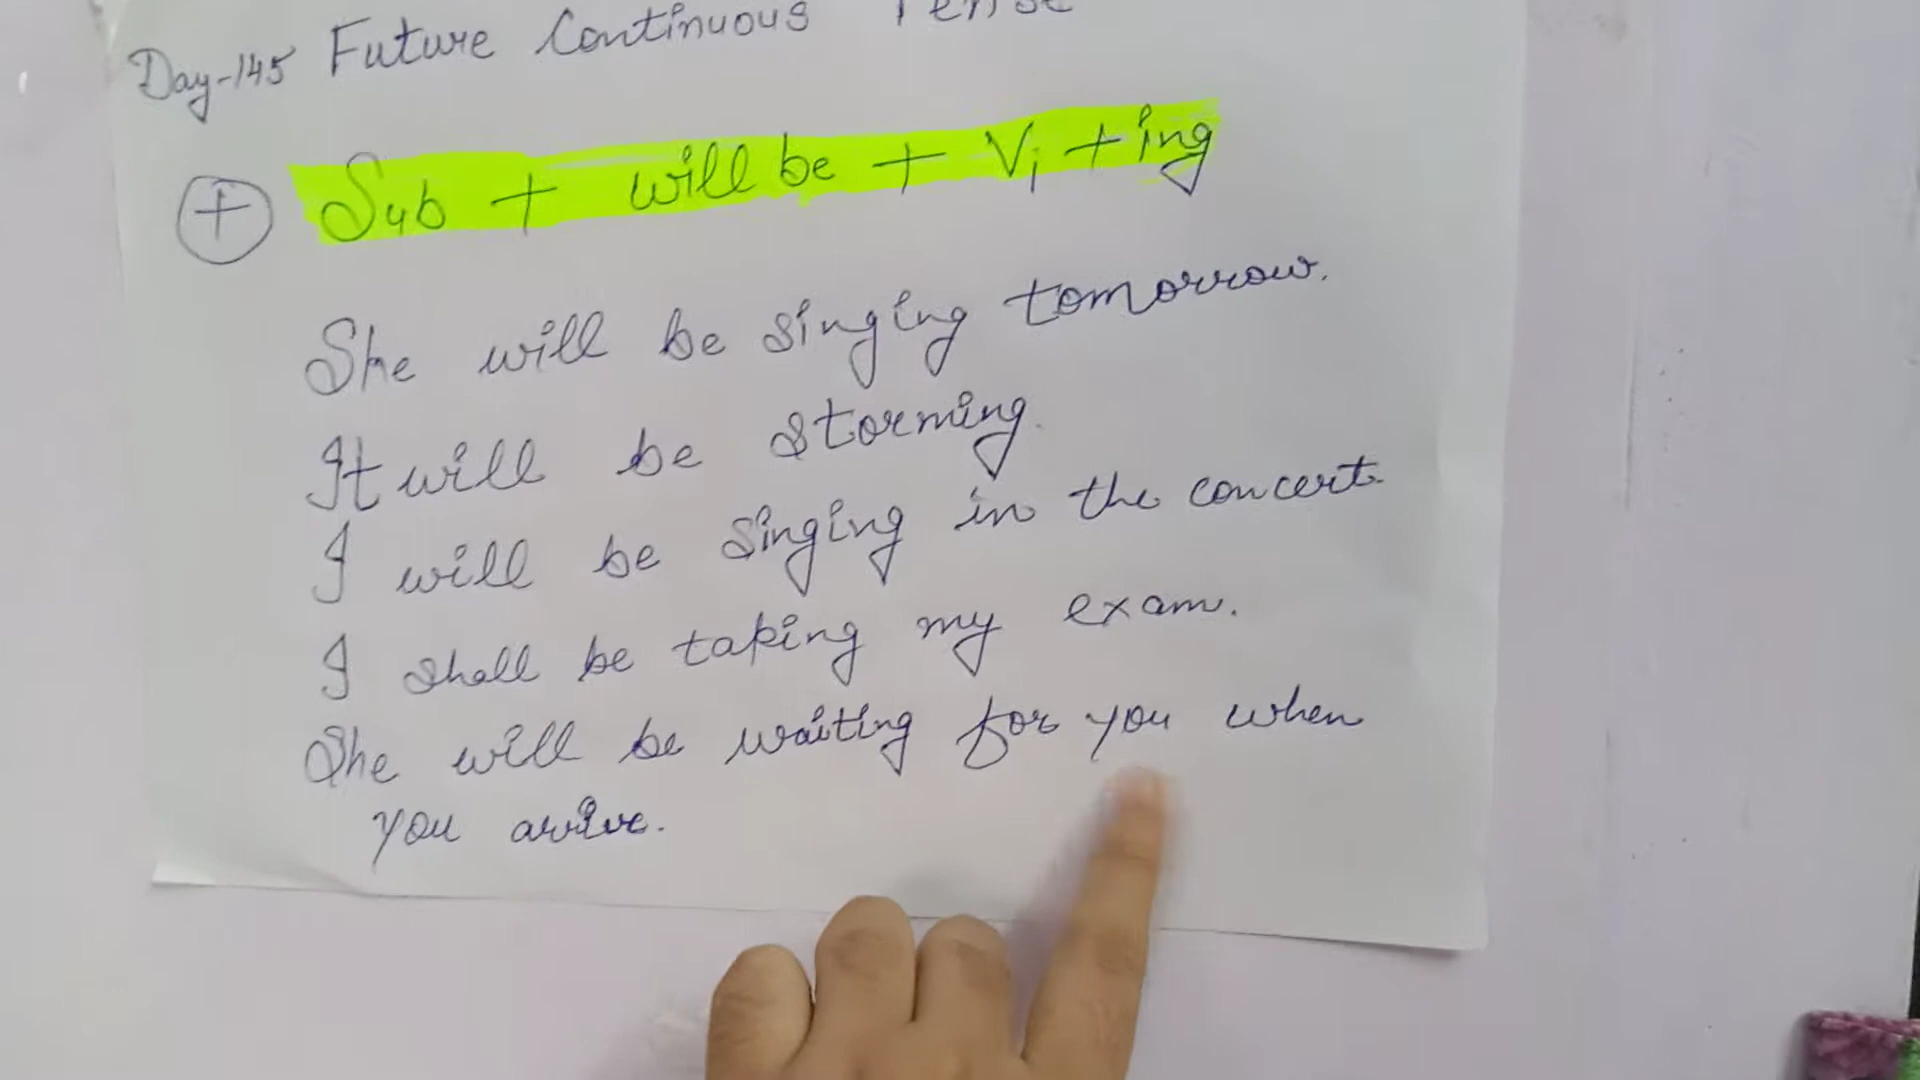 Day-145 Future Continuous Tense
+ Sub + will be + V1 + ing
She will be singing tomorrow.
It will be storming.
I will be singing in the concert.
I shall be taking my exam.
She will be waiting for you when
you arrive.